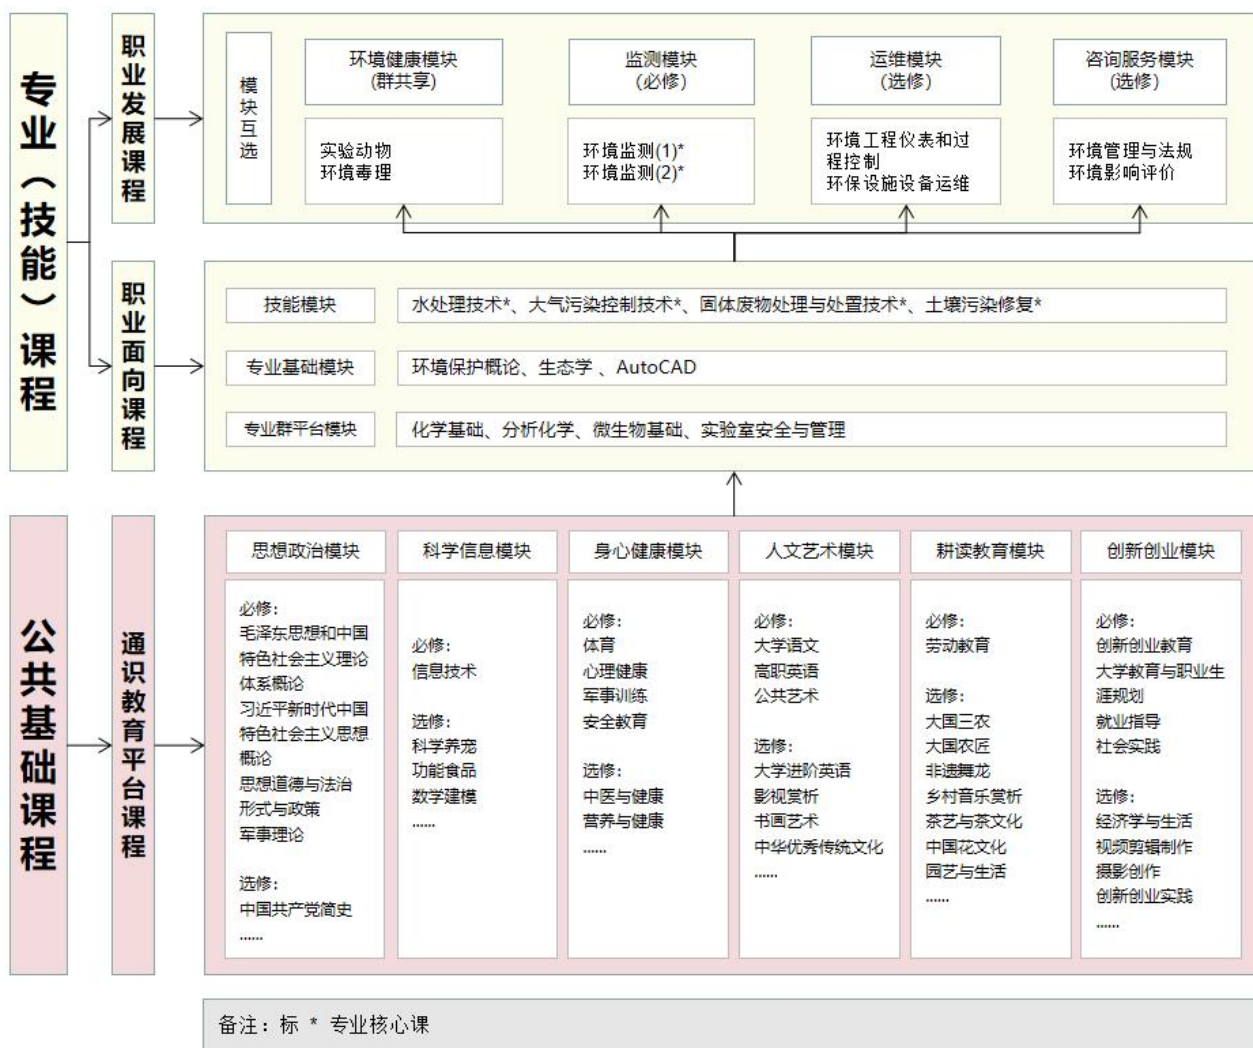 专业（技能）课程
职业发展课程
模块互选
环境健康模块
(群共享)
监测模块
(必修)
运维模块
(选修)
咨询服务模块
(选修)
实验动物
环境毒理
环境监测(1)*
环境监测(2)*
环境工程仪表和过
程控制
环保设施设备运维
环境管理与法规
环境影响评价
职业面向课程
技能模块
水处理技术*、大气污染控制技术*、固体废物处理与处置技术*、土壤污染修复*
专业基础模块
环境保护概论、生态学 、AutoCAD
专业群平台模块
化学基础、分析化学、微生物基础、实验室安全与管理
公共基础课程
通识教育平台课程
思想政治模块
必修：
毛泽东思想和中国
特色社会主义理论
体系概论
习近平新时代中国
特色社会主义思想
概论
思想道德与法治
形式与政策
军事理论
选修：
中国共产党简史
......
科学信息模块
必修：
信息技术
选修：
科学养宠
功能食品
数学建模
......
身心健康模块
必修：
体育
心理健康
军事训练
安全教育
选修：
中医与健康
营养与健康
......
人文艺术模块
必修：
大学语文
高职英语
公共艺术
选修：
大学进阶英语
影视赏析
书画艺术
中华优秀传统文化
......
耕读教育模块
必修：
劳动教育
选修：
大国三农
大国农匠
非遗舞龙
乡村音乐赏析
茶艺与茶文化
中国花文化
园艺与生活
......
创新创业模块
必修：
创新创业教育
大学教育与职业生
涯规划
就业指导
社会实践
选修：
经济学与生活
视频剪辑制作
摄影创作
创新创业实践
......
备注：标 * 专业核心课